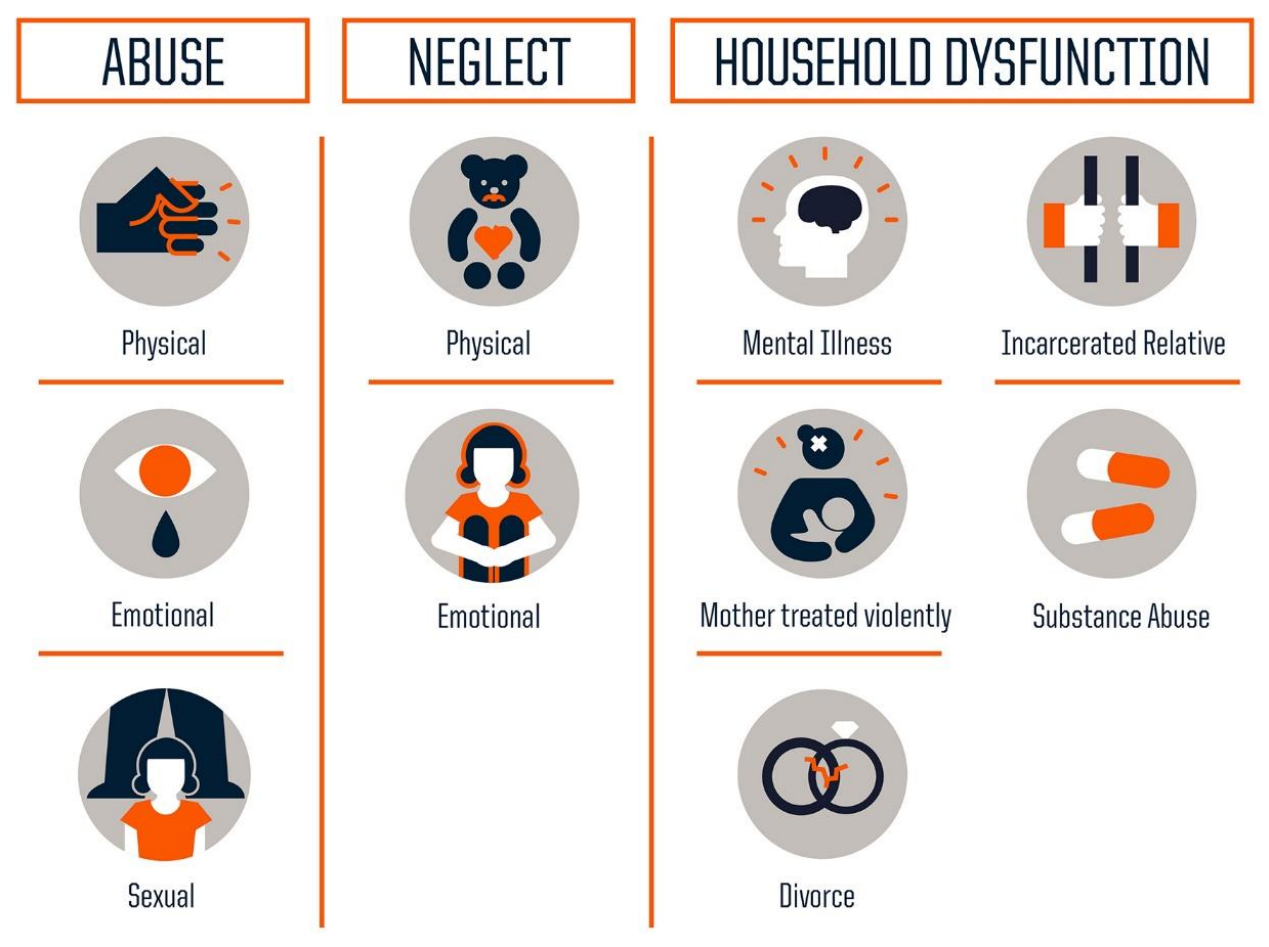 ABUSE
Physical
Emotional
Sexual
NEGLECT
Physical
Emotional
HOUSEHOLD DYSFUNCTION
Mental Illness
Incarcerated Relative
Mother treated violently
Substance Abuse
Divorce